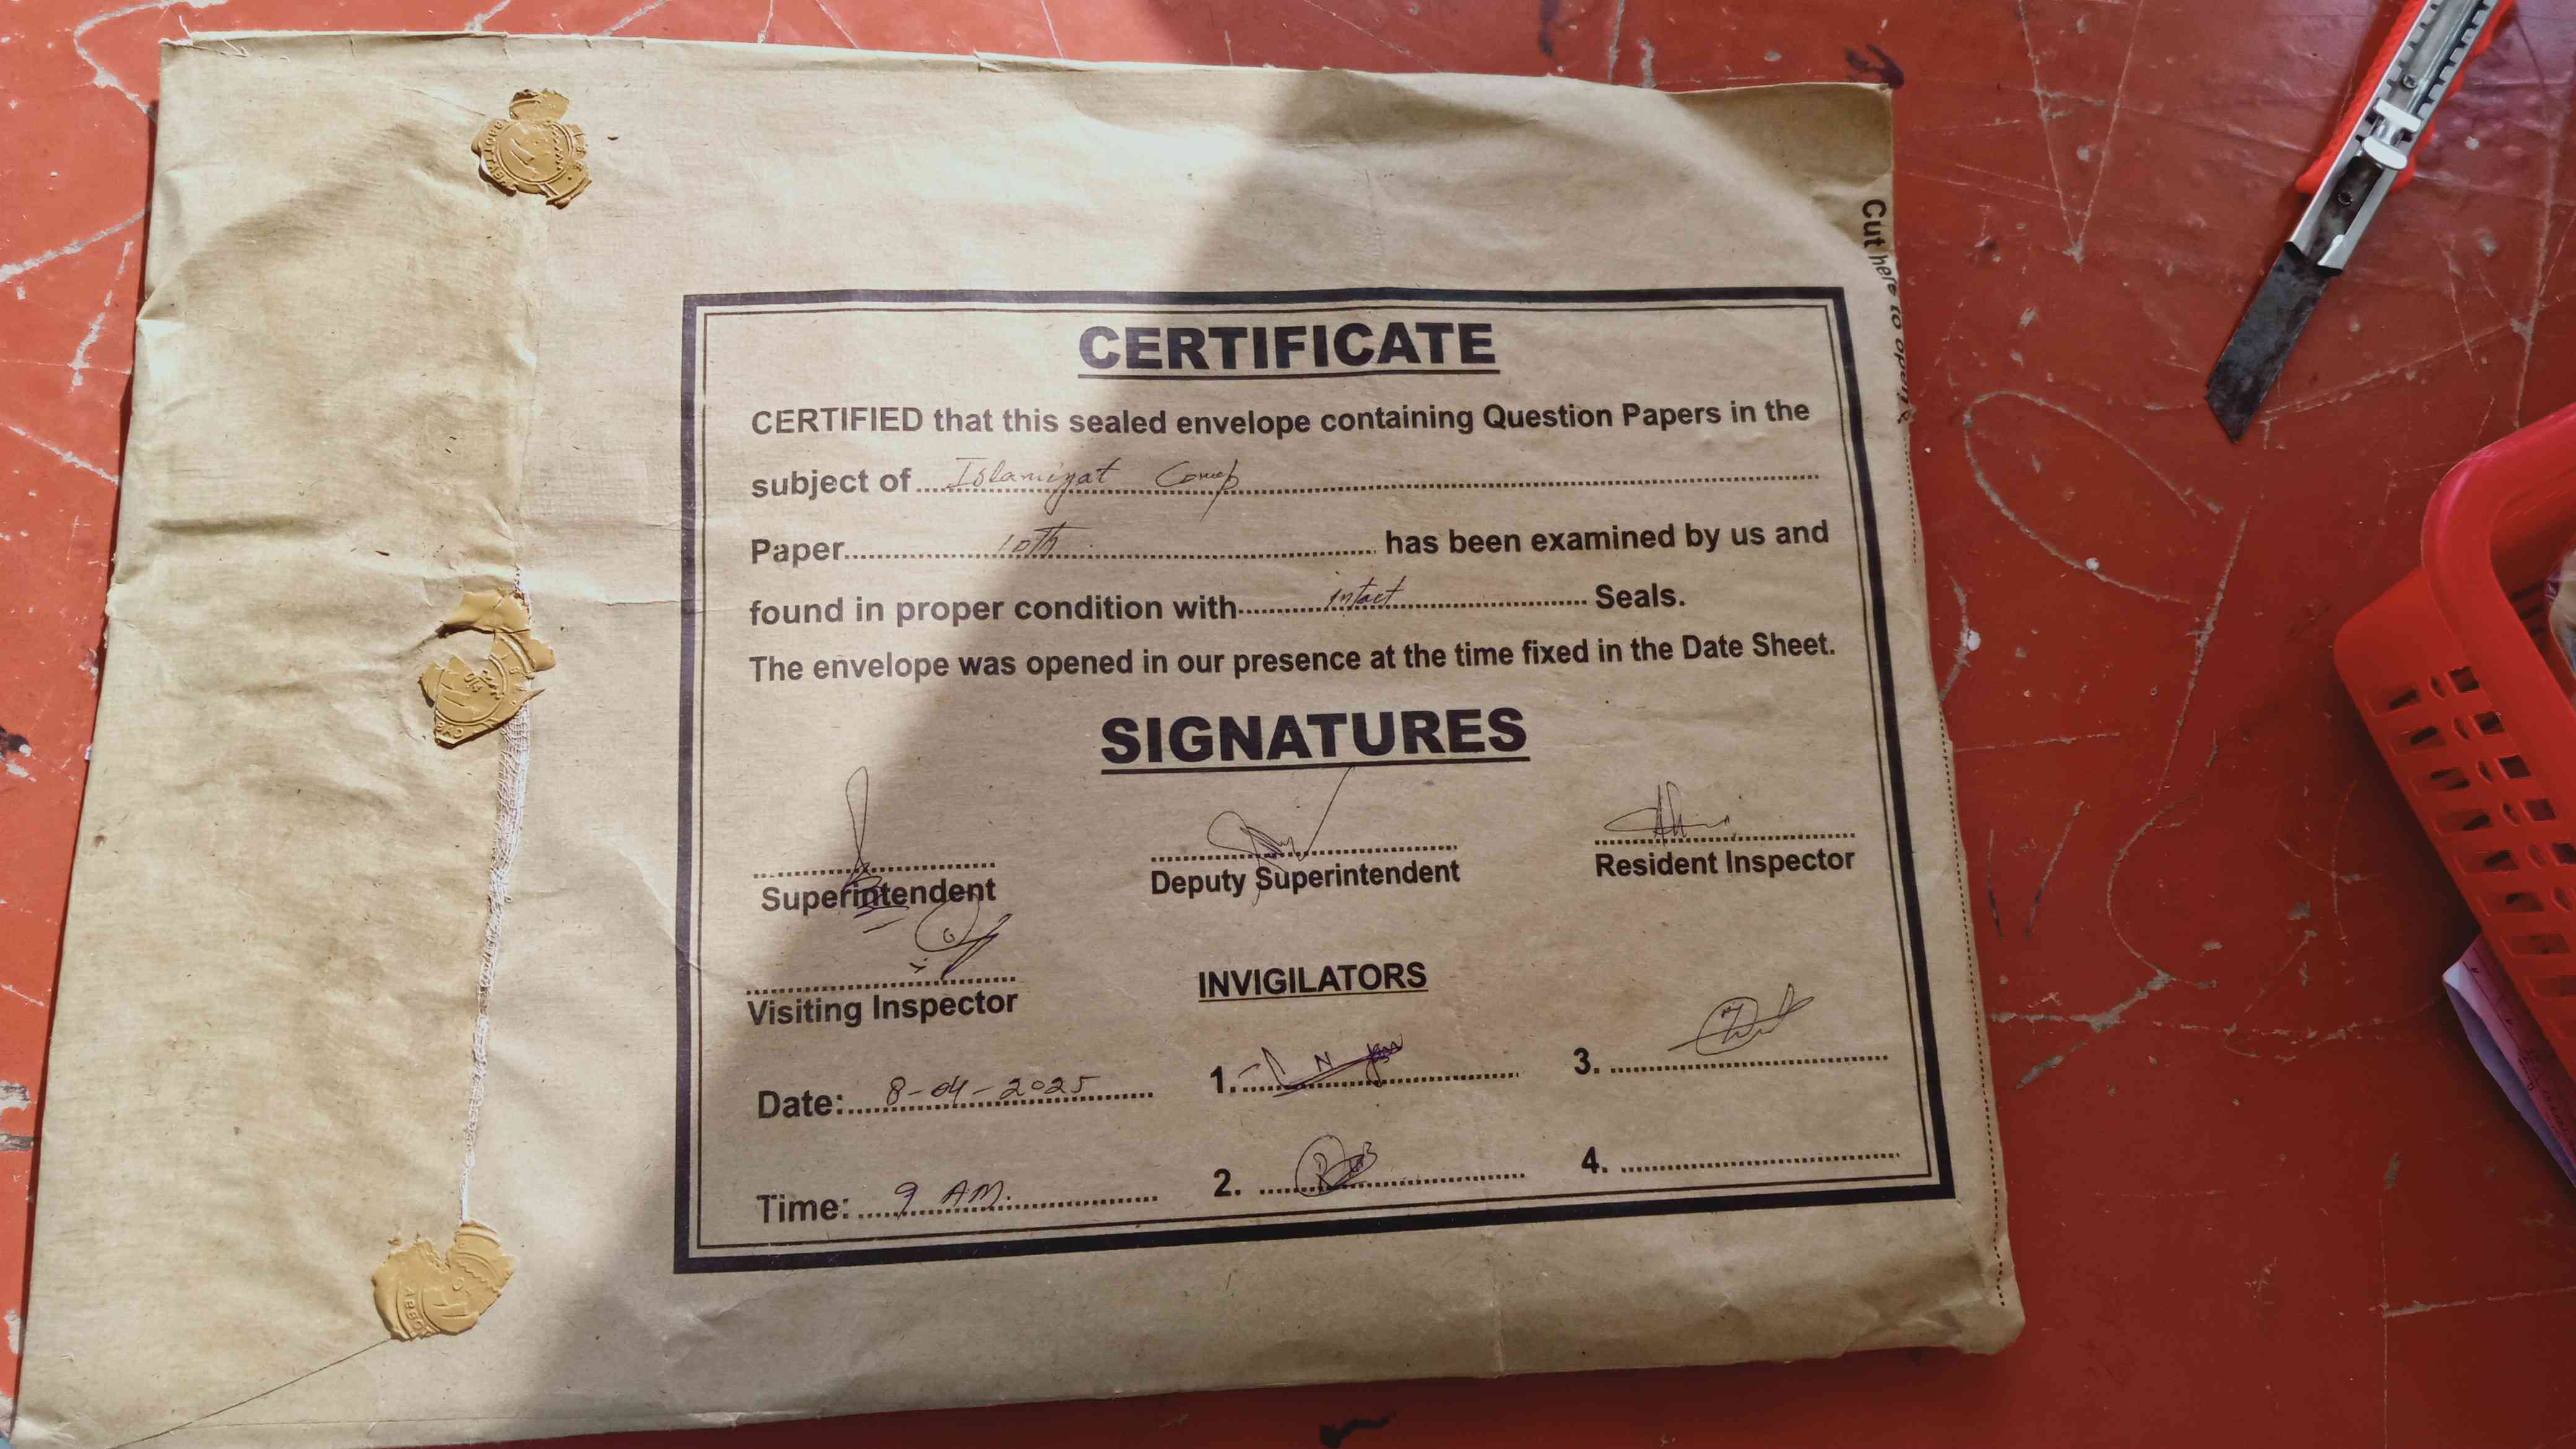 Cut here to open
CERTIFICATE
CERTIFIED that this sealed envelope containing Question Papers in the
subject of Islamiyat Comp
Paper 10th has been examined by us and
found in proper condition with intact Seals.
The envelope was opened in our presence at the time fixed in the Date Sheet.
SIGNATURES
Superintendent
Deputy Superintendent
Resident Inspector
Visiting Inspector
INVIGILATORS
Date: 8-04-2025
1.
3.
Time: 9 AM.
2.
4.